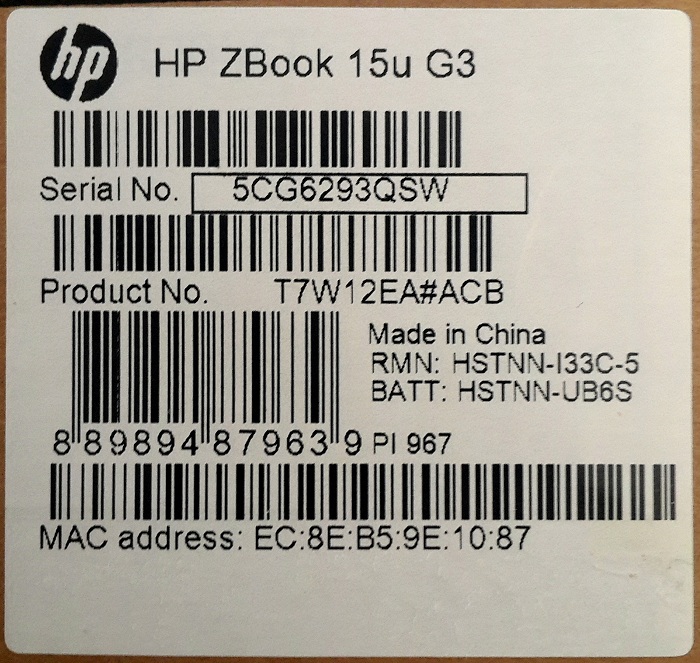 hp HP ZBook 15u G3
Serial No. 5CG6293QSW
Product No. T7W12EA#ACB
Made in China
RMN: HSTNN-I33C-5
BATT: HSTNN-UB6S
8 89894 87963 9 PI 967
MAC address: EC:8E:B5:9E:10:87